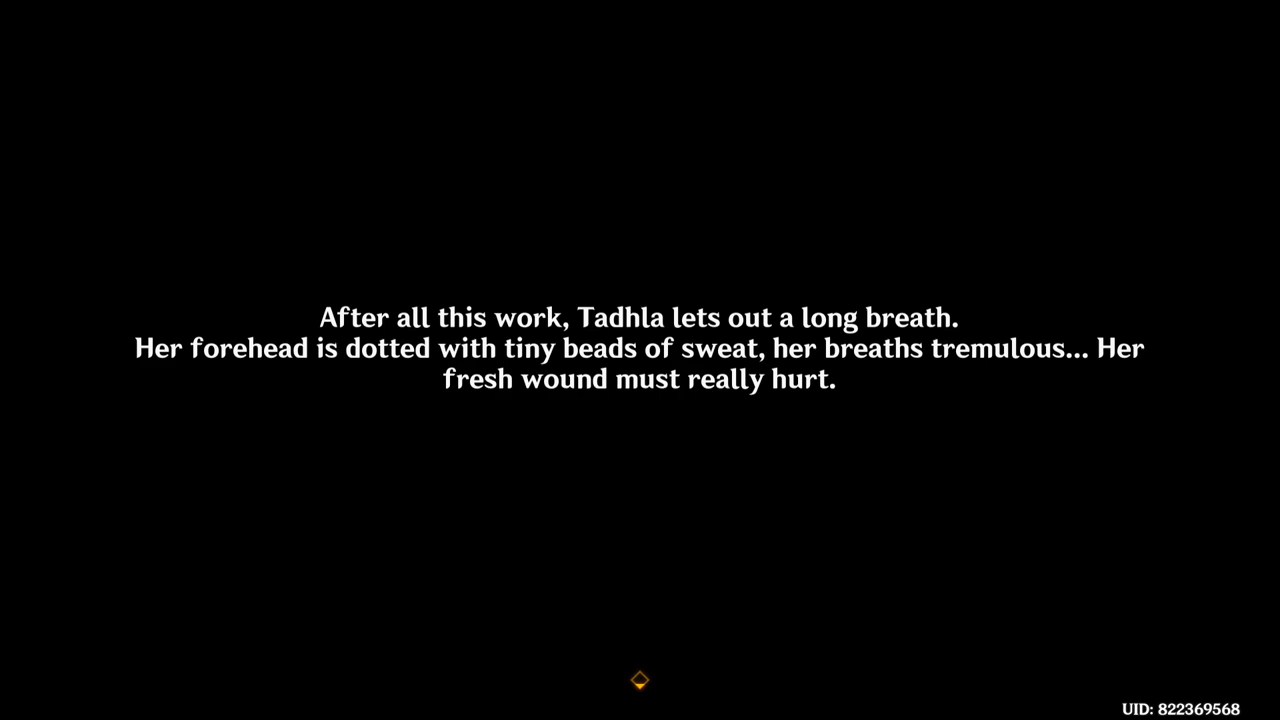 After all this work, Tadhla lets out a long breath.
Her forehead is dotted with tiny beads of sweat, her breaths tremulous... Her
fresh wound must really hurt.
UID: 822369568